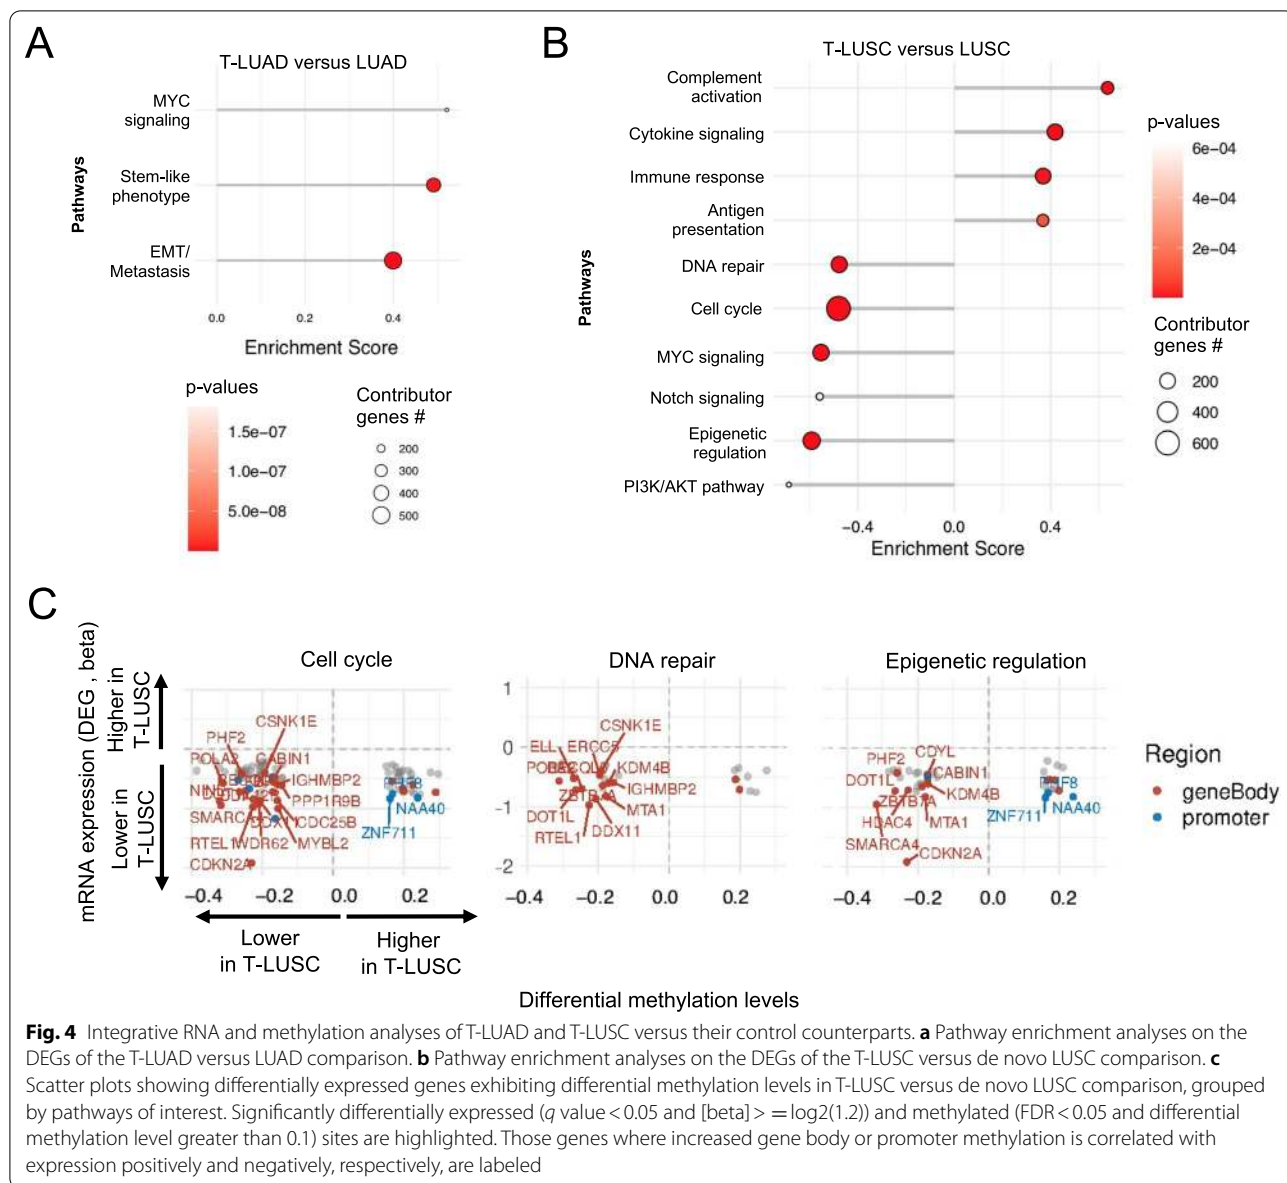 A
T-LUAD versus LUAD
MYC
signaling
Stem-like
phenotype
EMT/
Metastasis
Pathways
0.0
0.4
Enrichment Score
p-values
1.5e−07
1.0e−07
5.0e−08
Contributor
genes #
200
300
400
500
B
T-LUSC versus LUSC
Complement
activation
Cytokine signaling
Immune response
Antigen
presentation
DNA repair
Cell cycle
MYC signaling
Notch signaling
Epigenetic
regulation
PI3K/AKT pathway
Pathways
−0.4
0.0
0.4
Enrichment Score
p-values
6e−04
4e−04
2e−04
Contributor
genes #
200
400
600
C
mRNA expression (DEG , beta)
Higher in
T-LUSC
Lower in
T-LUSC
Cell cycle
CSNK1E
PHF2
POLA2
CABIN1
IGHMBP2
PPP1R9B
SMARCA4
CDC25B
RTEL1
WDR62
MYBL2
CDKN2A
NAA40
ZNF711
−0.4
−0.2
0.0
0.2
Lower
in T-LUSC
Higher
in T-LUSC
DNA repair
1
0
−1
−2
CSNK1E
ELL
ERCC5
KDM4B
IGHMBP2
DOT1L
MTA1
RTEL1
DDX11
−0.4
−0.2
0.0
0.2
Epigenetic regulation
PHF2
CDYL
DOT1L
CABIN1
ZBTB7A
KDM4B
HDAC4
MTA1
SMARCA4
CDKN2A
NAA40
ZNF711
−0.4
−0.2
0.0
0.2
Region
geneBody
promoter
Differential methylation levels
Fig. 4 Integrative RNA and methylation analyses of T-LUAD and T-LUSC versus their control counterparts. a Pathway enrichment analyses on the
DEGs of the T-LUAD versus LUAD comparison. b Pathway enrichment analyses on the DEGs of the T-LUSC versus de novo LUSC comparison. c
Scatter plots showing differentially expressed genes exhibiting differential methylation levels in T-LUSC versus de novo LUSC comparison, grouped
by pathways of interest. Significantly differentially expressed (q value < 0.05 and [beta] > = log2(1.2)) and methylated (FDR < 0.05 and differential
methylation level greater than 0.1) sites are highlighted. Those genes where increased gene body or promoter methylation is correlated with
expression positively and negatively, respectively, are labeled